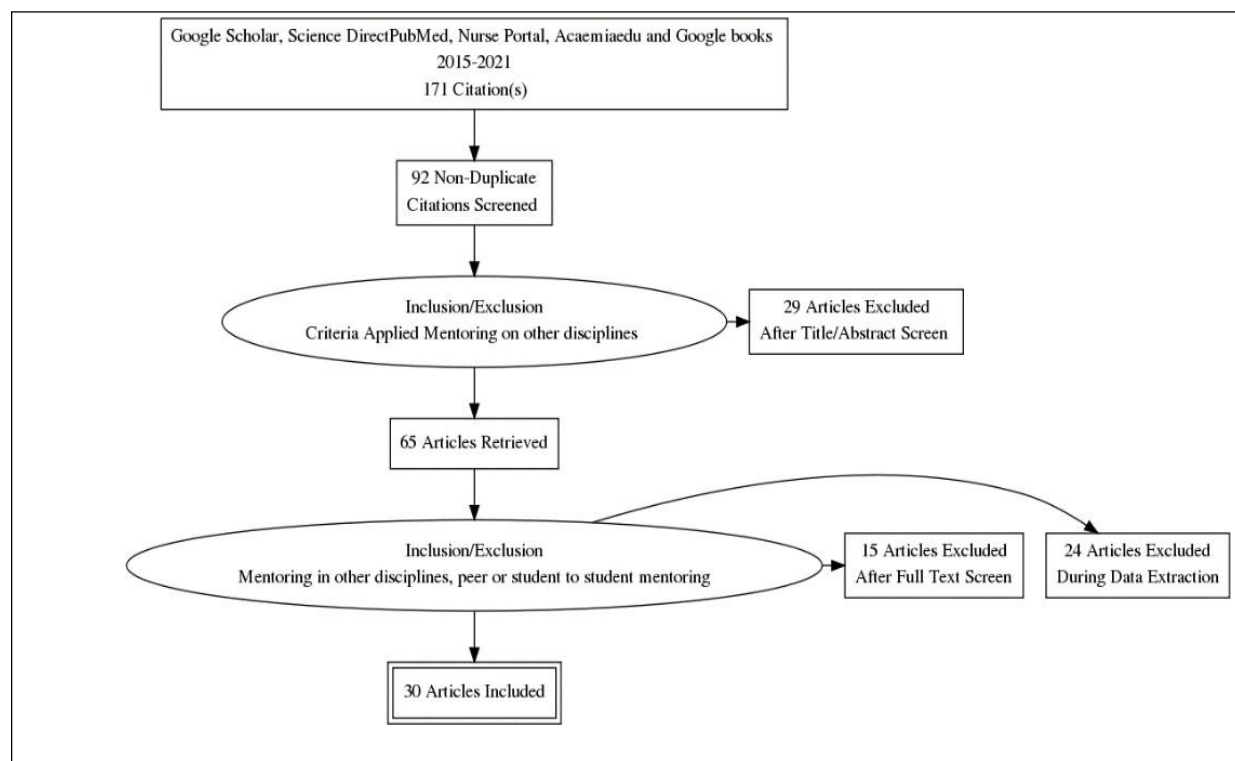 Google Scholar, Science DirectPubMed, Nurse Portal, Acaemiaedu and Google books
2015-2021
171 Citation(s)
92 Non-Duplicate
Citations Screened
Inclusion/Exclusion
Criteria Applied Mentoring on other disciplines
29 Articles Excluded
After Title/Abstract Screen
65 Articles Retrieved
Inclusion/Exclusion
Mentoring in other disciplines, peer or student to student mentoring
15 Articles Excluded
After Full Text Screen
24 Articles Excluded
During Data Extraction
30 Articles Included